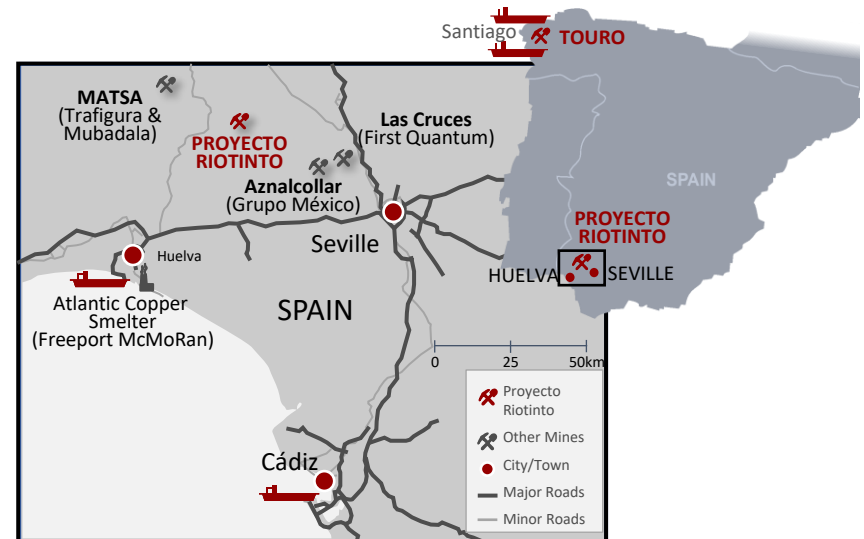 Santiago
TOURO
MATSA
(Trafigura &
Mubadala)
PROYECTO
RIOTINTO
Las Cruces
(First Quantum)
Aznalcollar
(Grupo México)
SPAIN
PROYECTO
RIOTINTO
HUELVA
SEVILLE
Seville
Huelva
Atlantic Copper
Smelter
(Freeport McMoRan)
SPAIN
0 25 50km
Cádiz
Proyecto
Riotinto
Other Mines
City/Town
Major Roads
Minor Roads